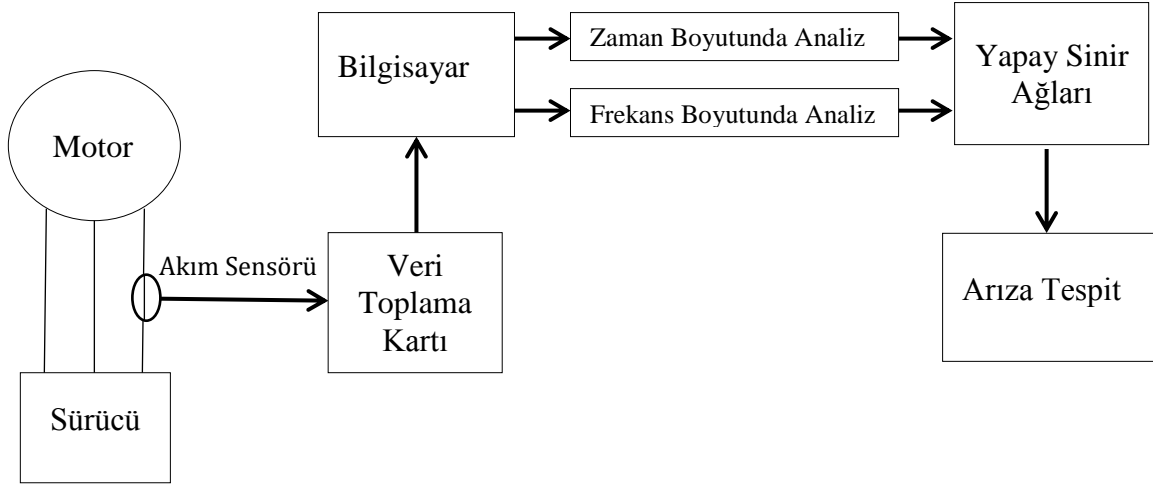 Motor
Sürücü
Akım Sensörü
Veri
Toplama
Kartı
Bilgisayar
Zaman Boyutunda Analiz
Frekans Boyutunda Analiz
Yapay Sinir
Ağları
Arıza Tespit